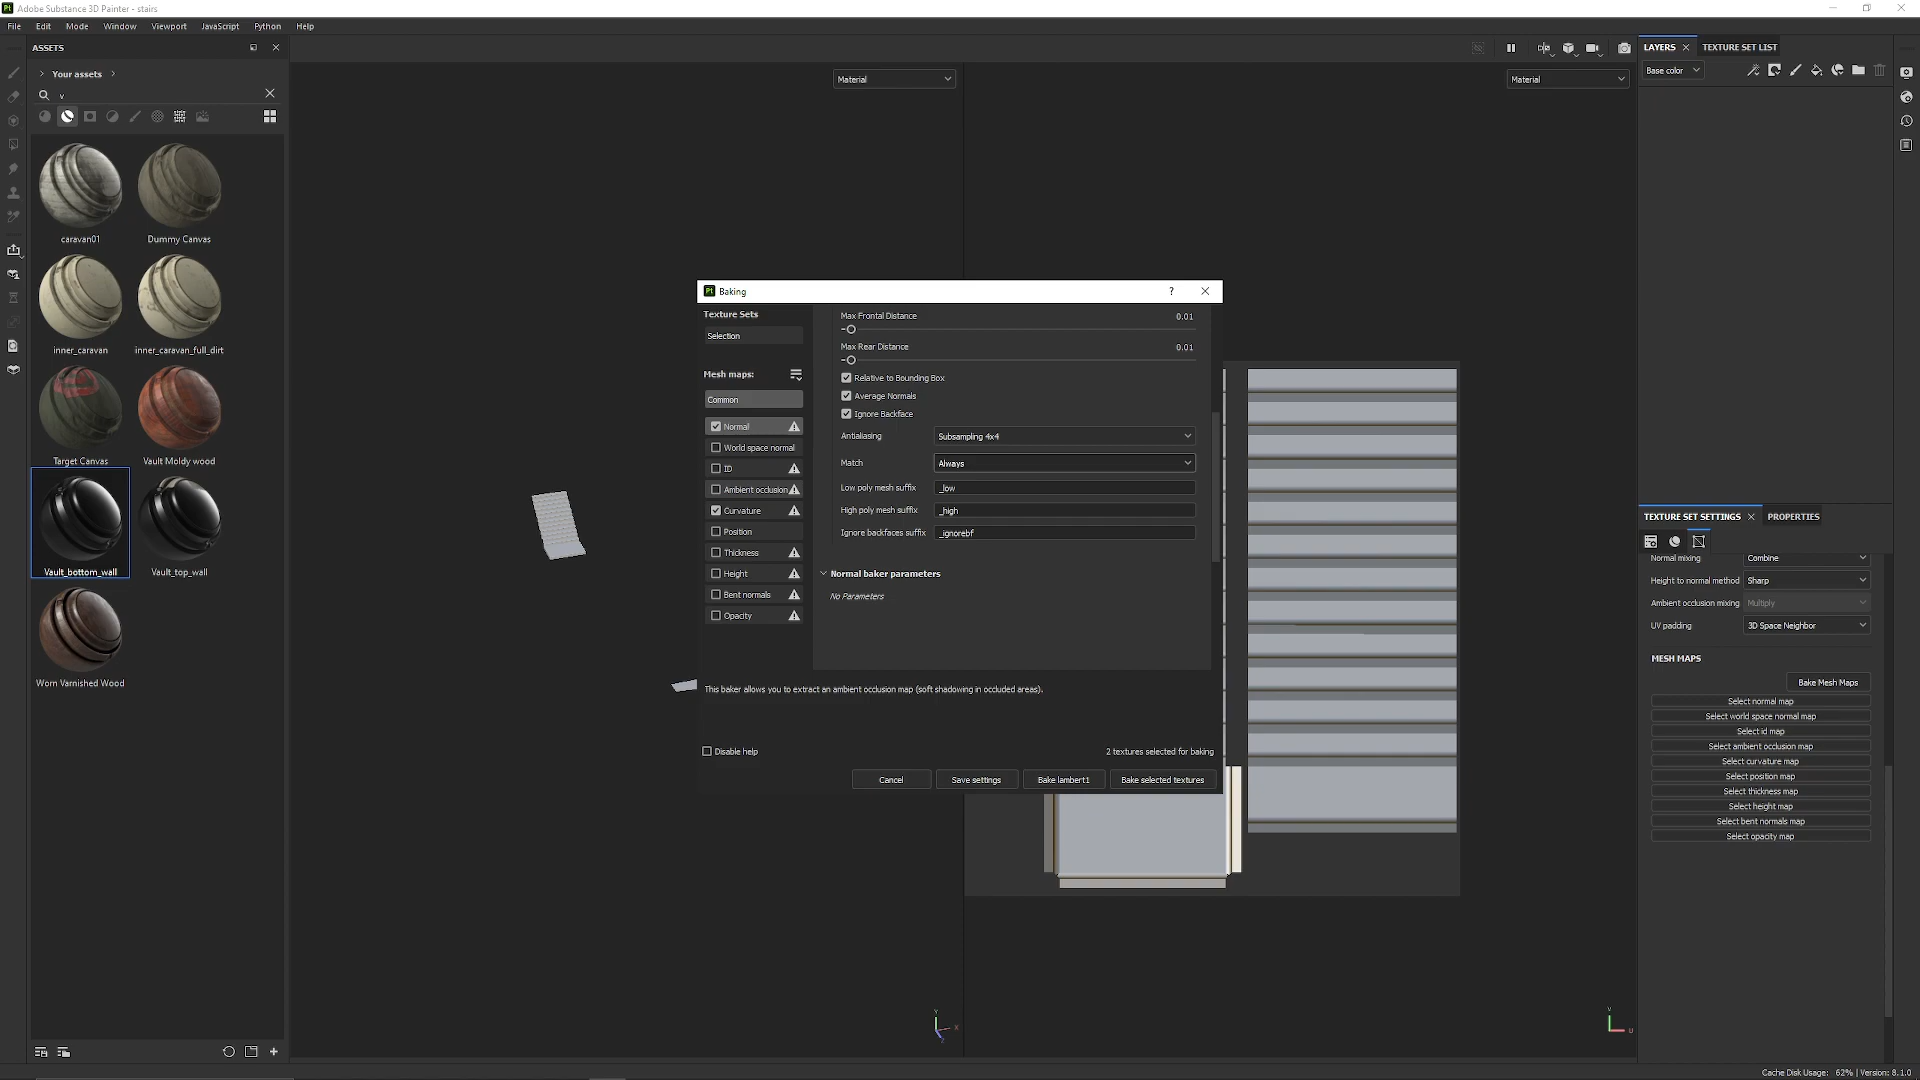 Adobe Substance 3D Painter - stairs
File Edit Mode Window Viewport JavaScript Python Help
ASSETS
Your assets
v
caravan01
Dummy Canvas
inner_caravan
inner_caravan_full_dirt
Target Canvas
Vault Moldy wood
Vault_bottom_wall
Vault_top_wall
Worn Varnished Wood
Material
Material
Baking
?
Texture Sets
Selection
Mesh maps:
Common
Normal
World space normal
ID
Ambient occlusion
Curvature
Position
Thickness
Height
Bent normals
Opacity
Max Frontal Distance 0.01
Max Rear Distance 0.01
Relative to Bounding Box
Average Normals
Ignore Backface
Antialiasing Subsampling 4x4
Match Always
Low poly mesh suffix _low
High poly mesh suffix _high
Ignore backfaces suffix _ignorebf
Normal baker parameters
No Parameters
This baker allows you to extract an ambient occlusion map (soft shadowing in occluded areas).
Disable help
2 textures selected for baking
Cancel Save settings Bake lambert1 Bake selected textures
LAYERS TEXTURE SET LIST
Base color
TEXTURE SET SETTINGS PROPERTIES
Normal mixing Combine
Height to normal method Sharp
Ambient occlusion mixing Multiply
UV padding 3D Space Neighbor
MESH MAPS
Bake Mesh Maps
Select normal map
Select world space normal map
Select id map
Select ambient occlusion map
Select curvature map
Select position map
Select thickness map
Select height map
Select bent normals map
Select opacity map
Cache Disk Usage: 62% | Version: 8.1.0